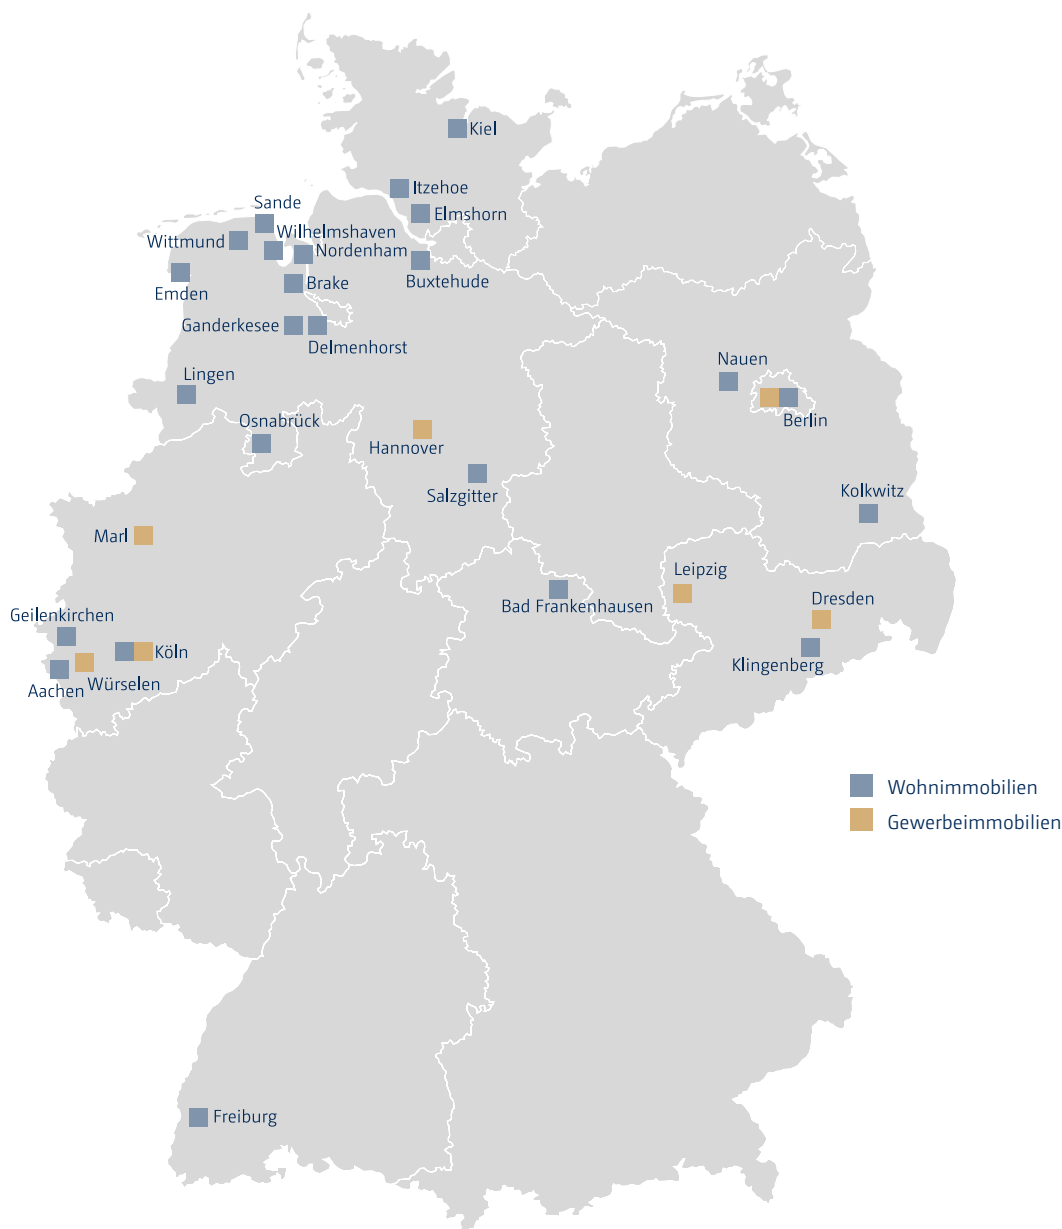 Kiel
Itzehoe
Sande
Elmshorn
Wilhelmshaven
Wittmund
Nordenham
Buxtehude
Emden
Brake
Ganderkesee
Delmenhorst
Nauen
Lingen
Osnabrück
Berlin
Hannover
Kolkwitz
Salzgitter
Marl
Leipzig
Dresden
Bad Frankenhausen
Geilenkirchen
Köln
Klingenberg
Würselen
Aachen
Wohnimmobilien
Gewerbeimmobilien
Freiburg